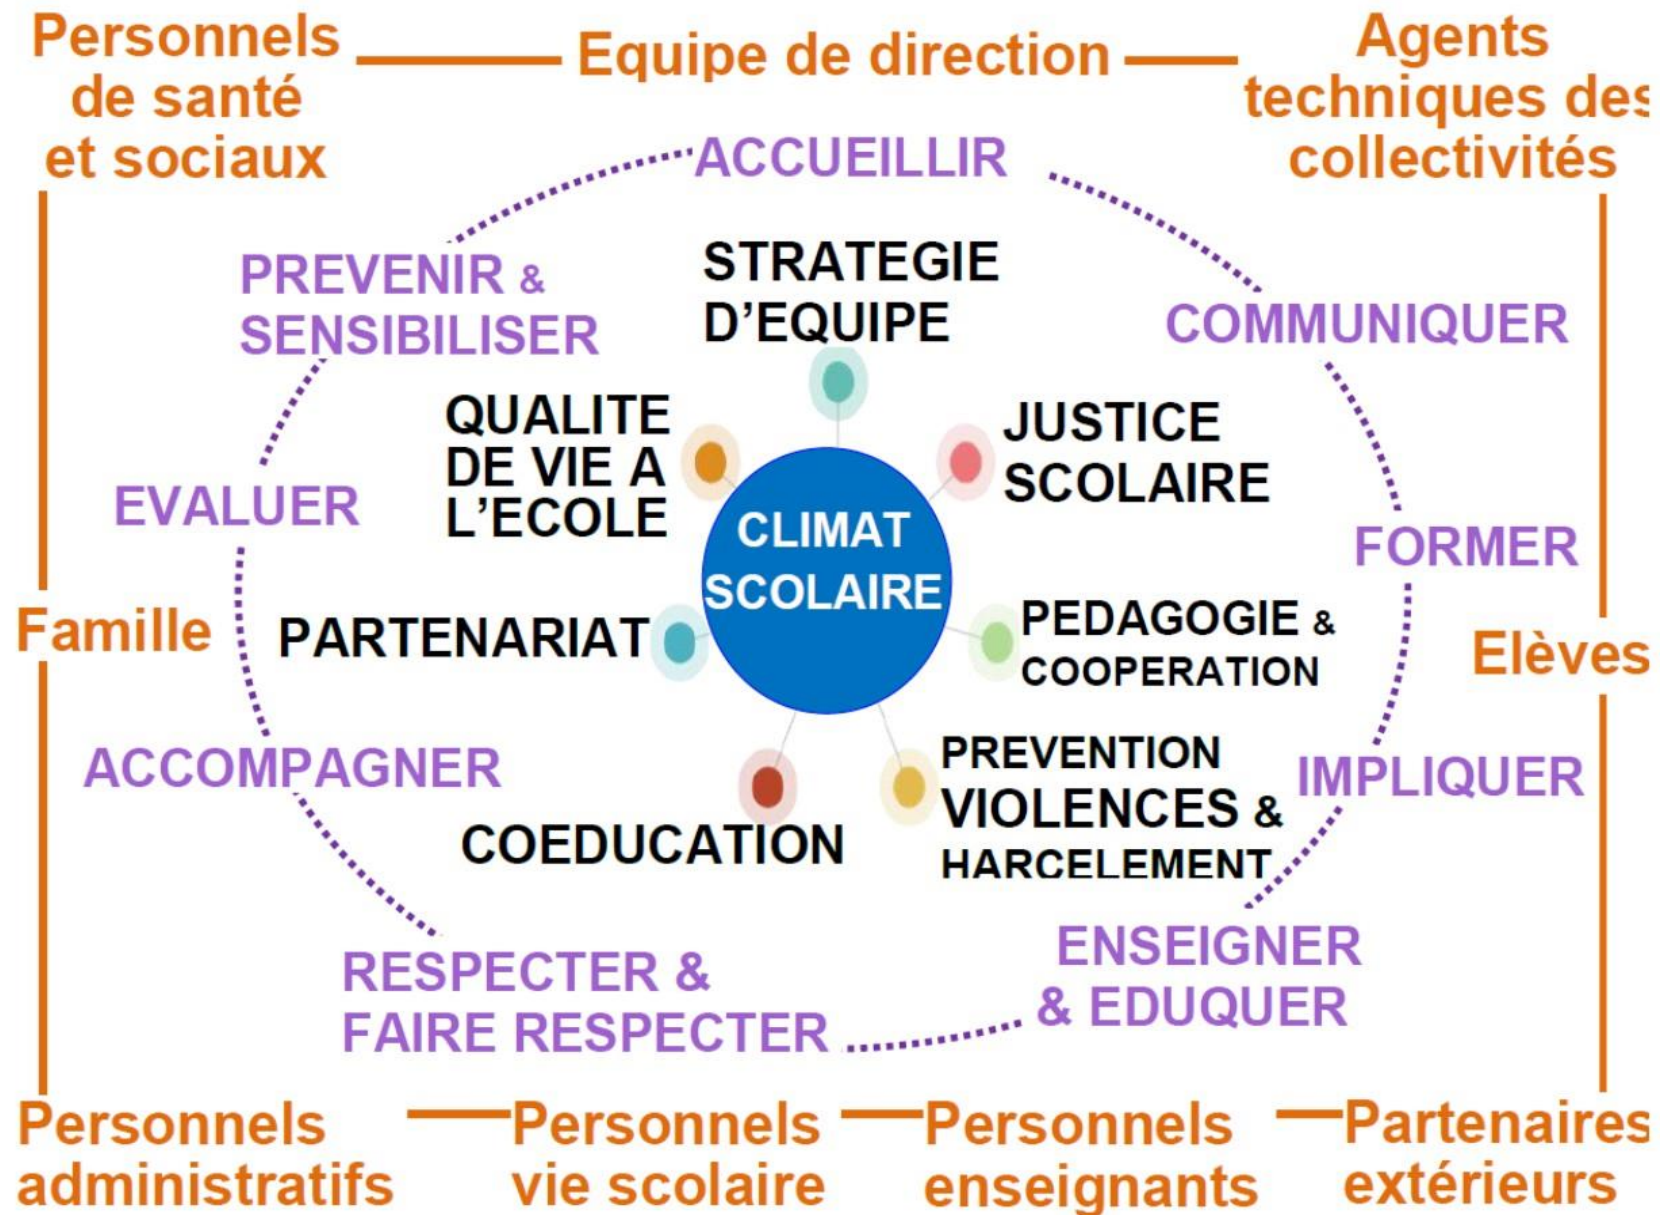 Personnels
de santé
et sociaux
Equipe de direction
Agents
techniques des
collectivités
ACCUEILLIR
PREVENIR &
SENSIBILISER
STRATEGIE
D'EQUIPE
COMMUNIQUER
QUALITE
DE VIE A
L'ECOLE
JUSTICE
SCOLAIRE
EVALUER
CLIMAT
SCOLAIRE
FORMER
Famille
PARTENARIAT
PEDAGOGIE &
COOPERATION
Elèves
ACCOMPAGNER
COEDUCATION
PREVENTION
VIOLENCES &
HARCELEMENT
IMPLIQUER
RESPECTER &
FAIRE RESPECTER
ENSEIGNER
& EDUQUER
Personnels
administratifs
Personnels
vie scolaire
Personnels
enseignants
Partenaires
extérieurs